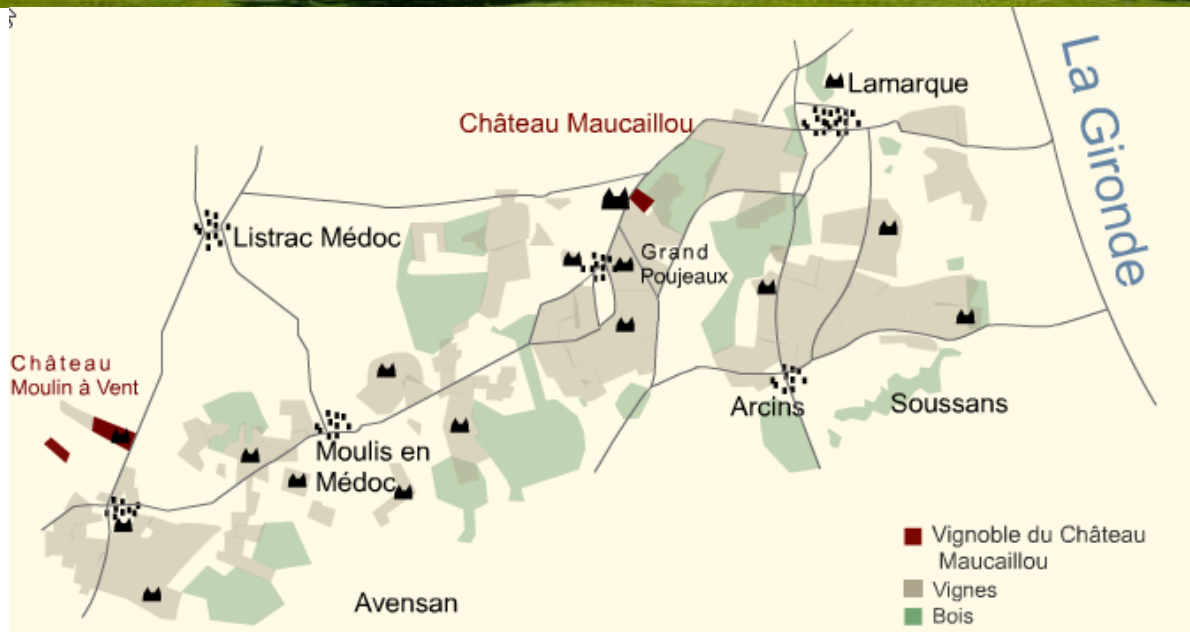 Lamarque
La Gironde
Château Maucaillou
Listrac Médoc
Grand
Poujeaux
Château
Moulin à Vent
Arcins
Soussans
Moulis en
Médoc
Avensan
Vignoble du Château
Maucaillou
Vignes
Bois